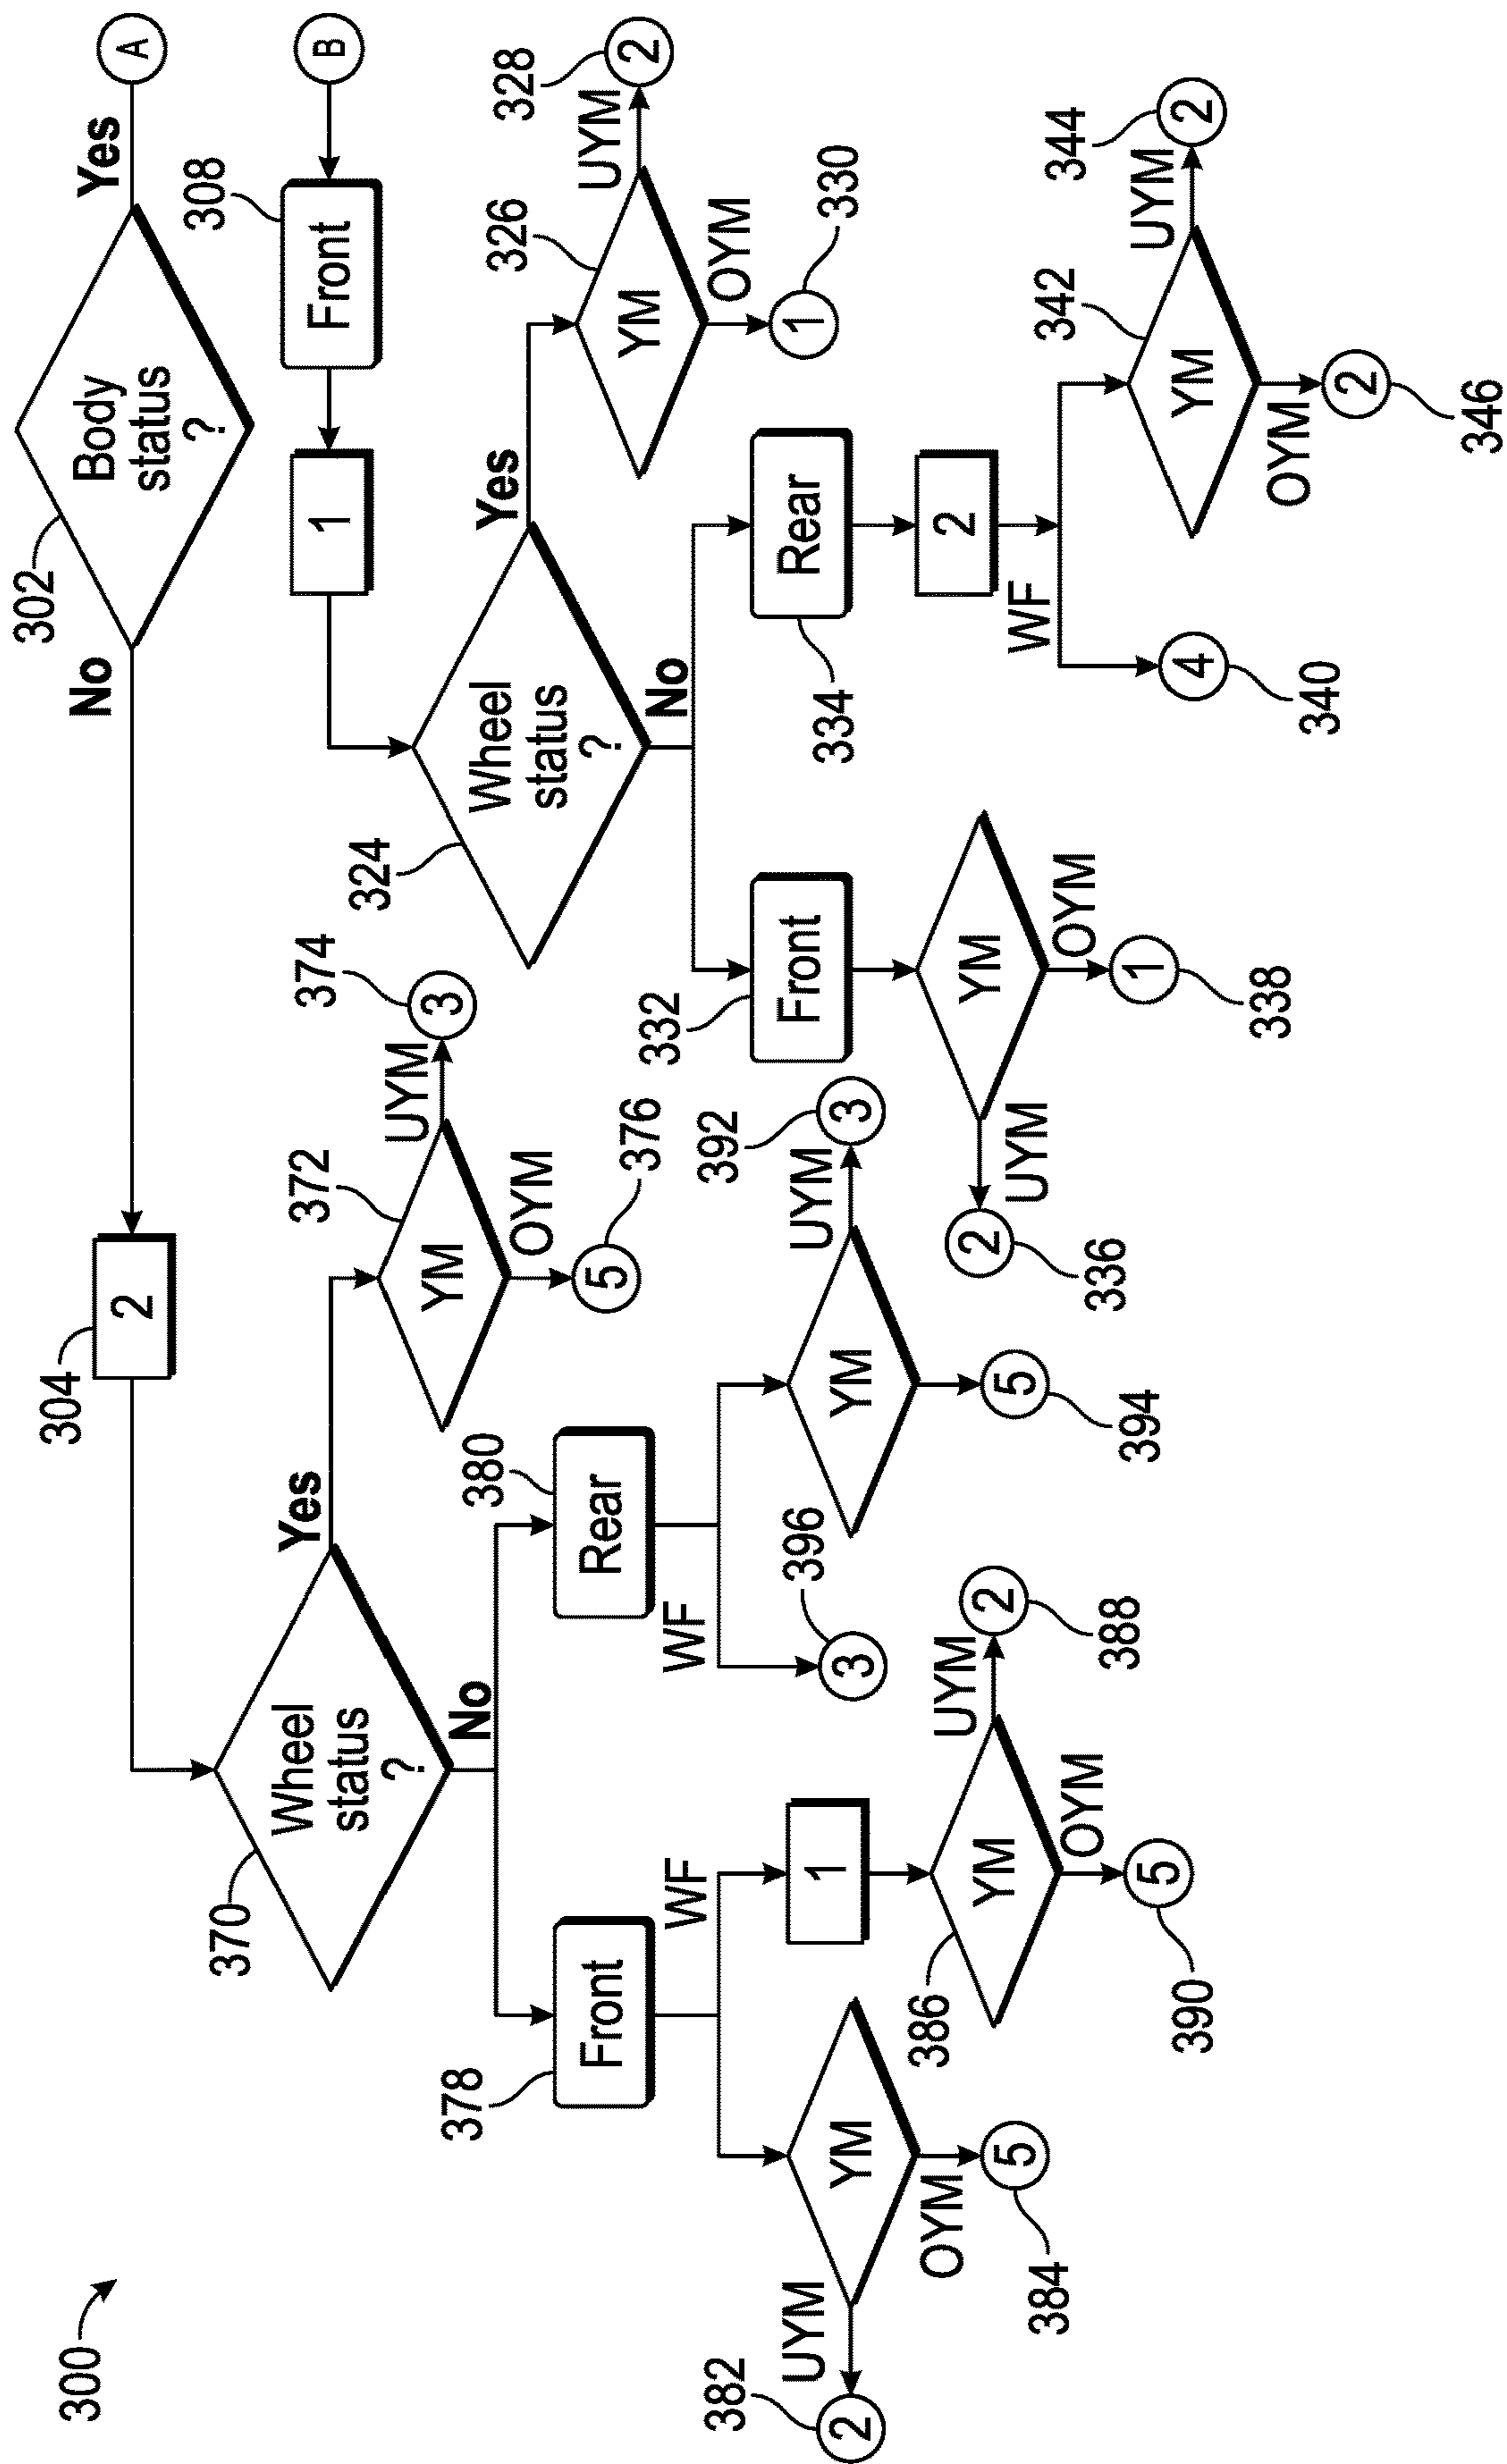 300
302
Body
status
?
No
Yes
A
304
2
308
Front
B
1
370
Wheel
status
?
Yes
No
372
YM
UYM
374
3
OYM
376
5
324
Wheel
status
?
Yes
No
326
YM
UYM
328
2
OYM
330
1
378
Front
WF
380
Rear
WF
332
Front
334
Rear
2
WF
382
2
UYM
YM
OYM
384
5
1
386
YM
UYM
388
2
OYM
390
5
396
3
YM
UYM
392
3
394
5
336
2
UYM
YM
OYM
338
1
340
4
342
YM
UYM
344
2
OYM
346
2